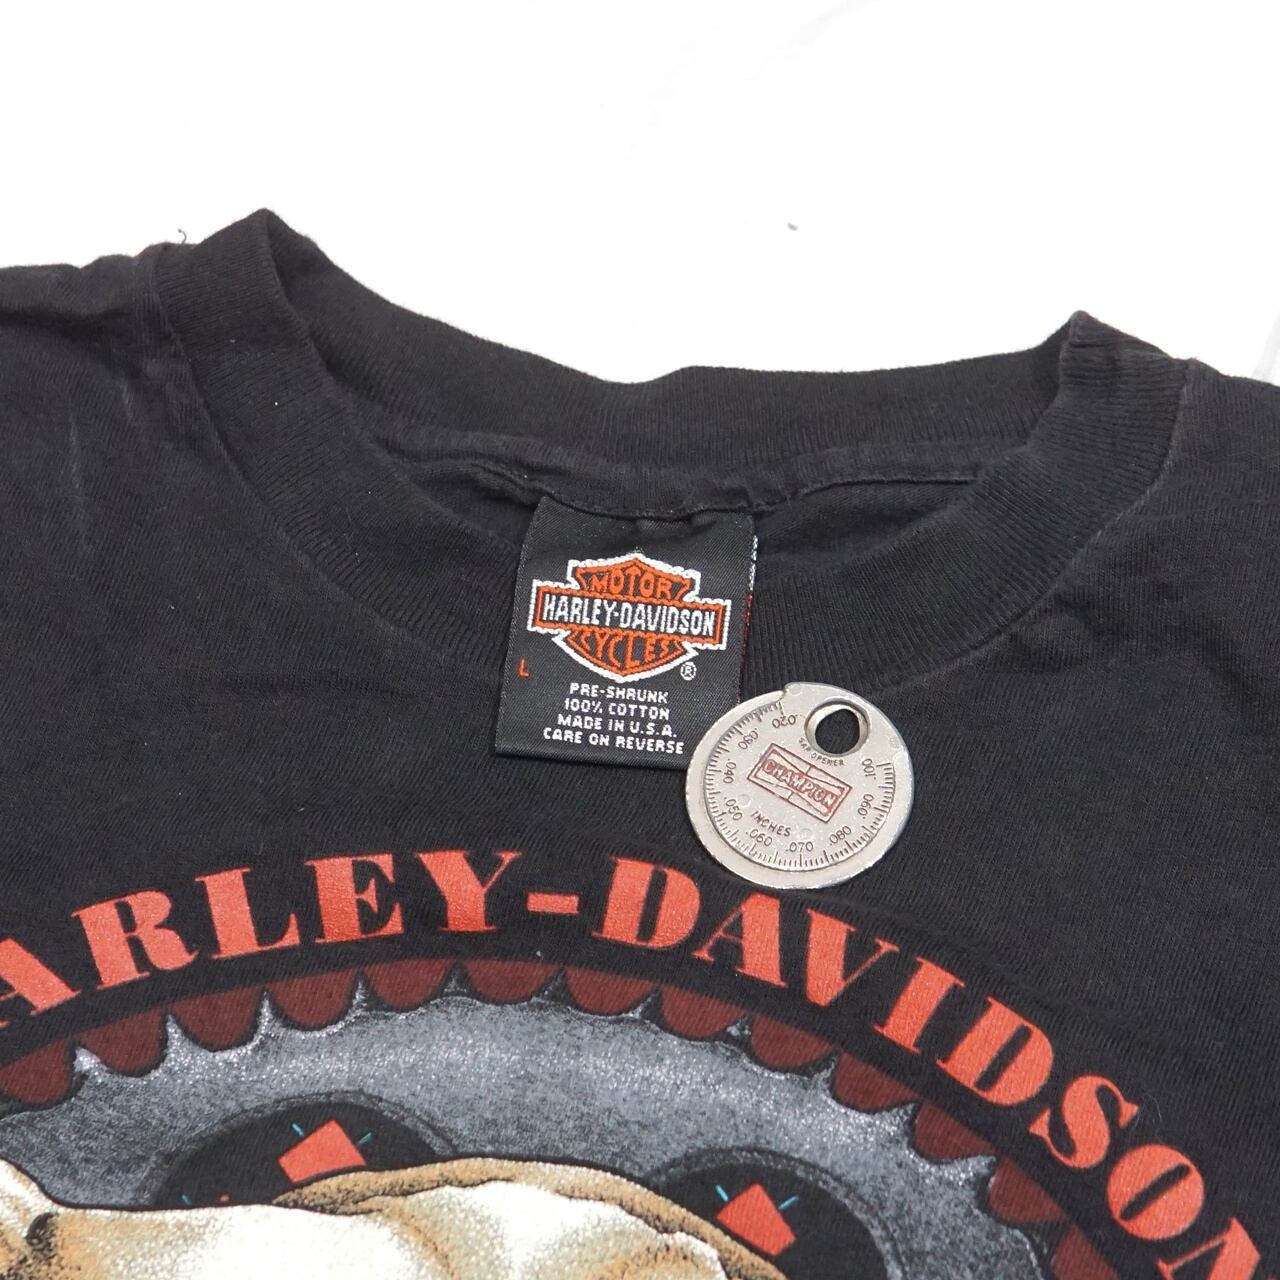 MOTOR
HARLEY-DAVIDSON
CYCLES
®
L
PRE-SHRUNK
100% COTTON
MADE IN U.S.A.
CARE ON REVERSE
GAP OPENER
CHAMPION
INCHES
.020
.030
.040
.050
.060
.070
.080
.090
.100
ARLEY-DAVIDSON